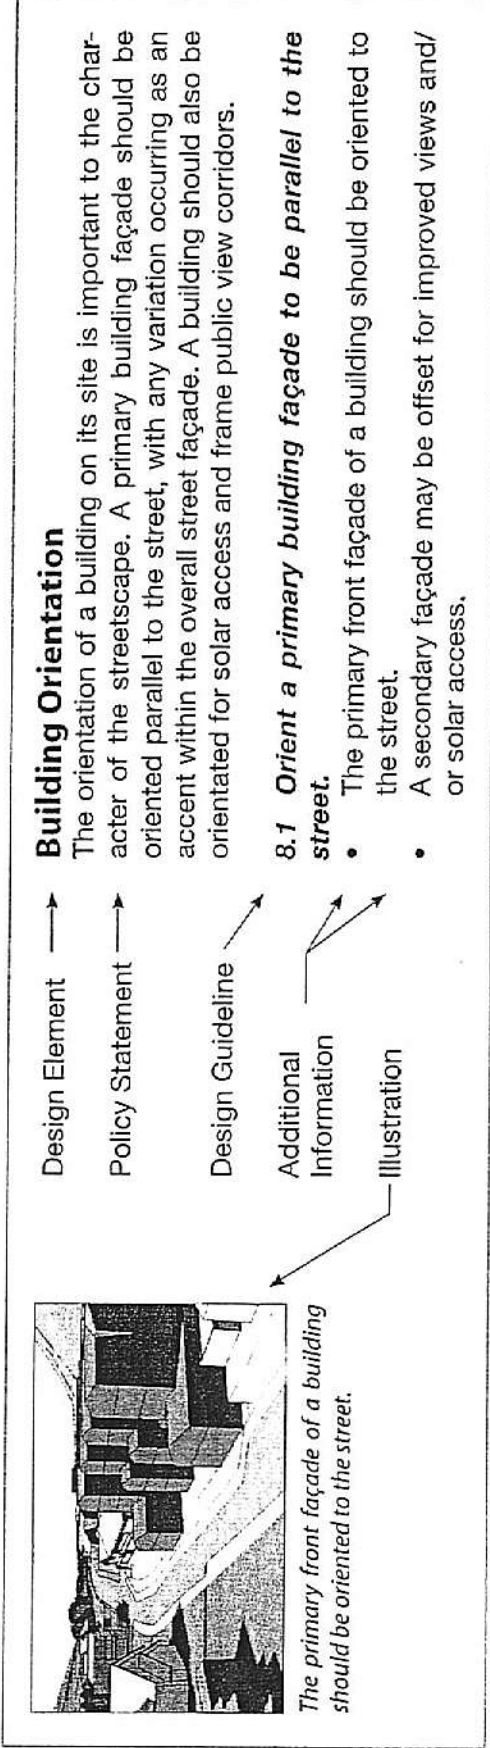 The primary front façade of a building
should be oriented to the street.
Design Element
Policy Statement
Design Guideline
Additional
Information
Illustration
Building Orientation
The orientation of a building on its site is important to the char-
acter of the streetscape. A primary building façade should be
oriented parallel to the street, with any variation occurring as an
accent within the overall street façade. A building should also be
orientated for solar access and frame public view corridors.
8.1 Orient a primary building façade to be parallel to the
street.
• The primary front façade of a building should be oriented to
the street.
• A secondary façade may be offset for improved views and/
or solar access.